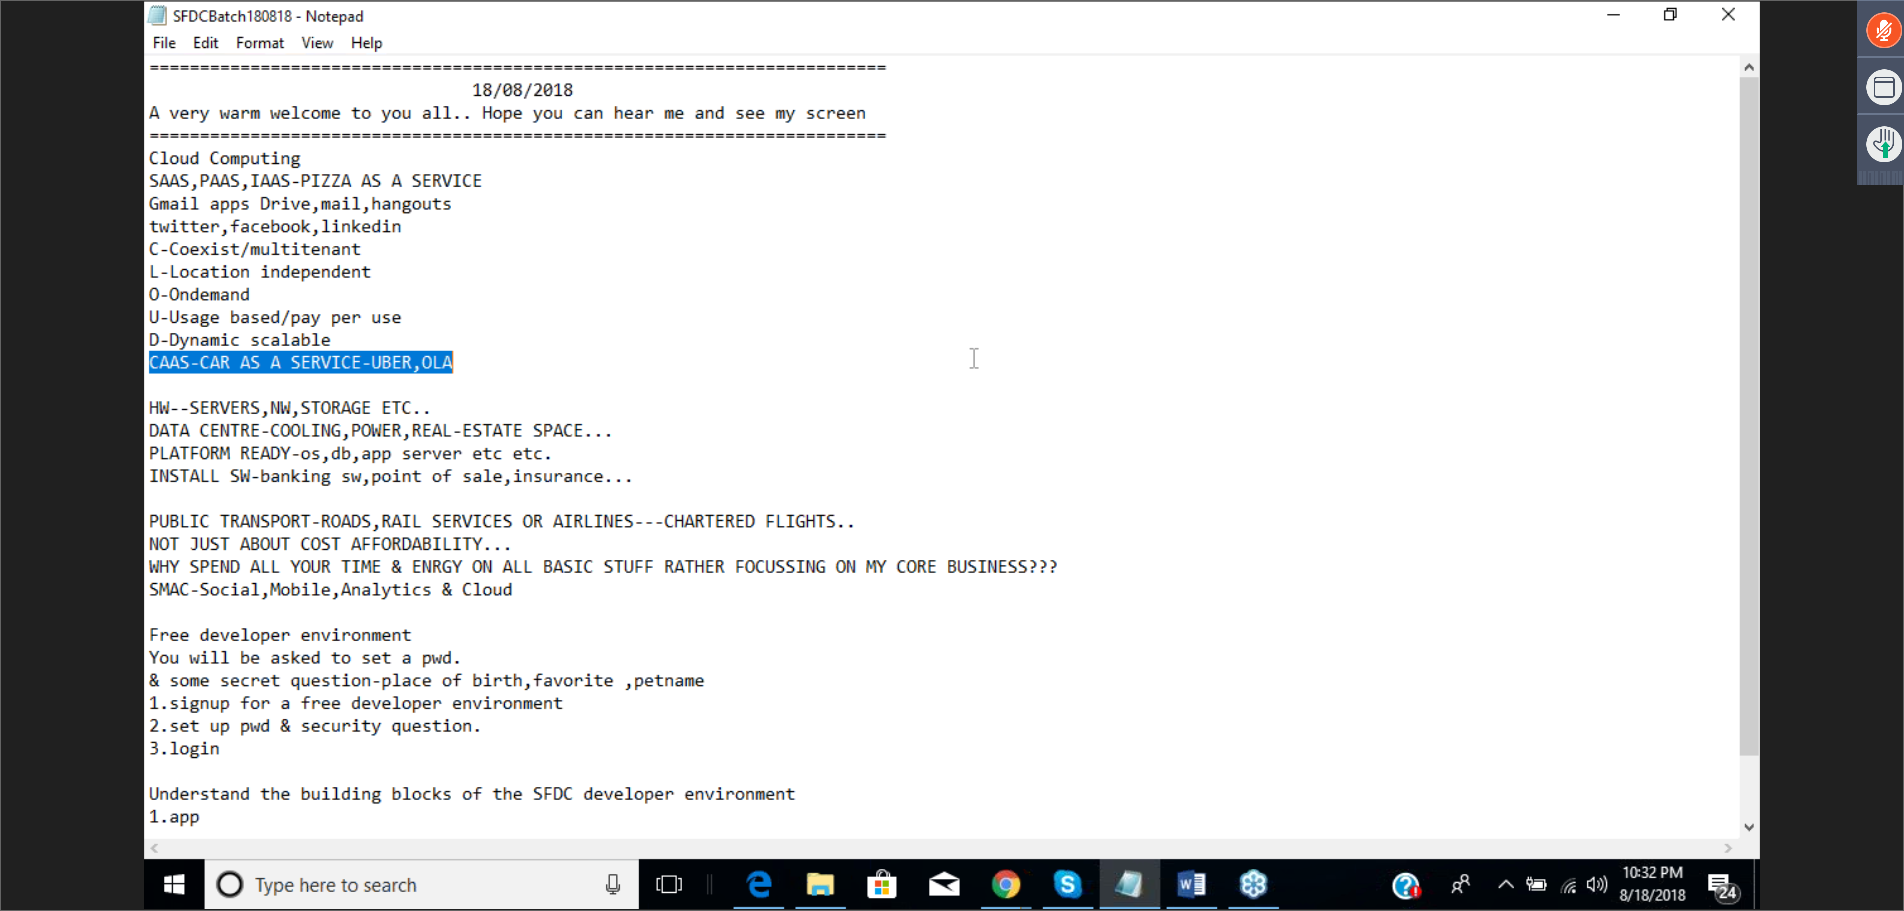 SFDCBatch180818 - Notepad
File Edit Format View Help
=========================================================================
18/08/2018
A very warm welcome to you all.. Hope you can hear me and see my screen
=========================================================================
Cloud Computing
SAAS,PAAS,IAAS-PIZZA AS A SERVICE
Gmail apps Drive,mail,hangouts
twitter,facebook,linkedin
C-Coexist/multitenant
L-Location independent
O-Ondemand
U-Usage based/pay per use
D-Dynamic scalable
CAAS-CAR AS A SERVICE-UBER,OLA
HW--SERVERS,NW,STORAGE ETC..
DATA CENTRE-COOLING,POWER,REAL-ESTATE SPACE...
PLATFORM READY-os,db,app server etc etc.
INSTALL SW-banking sw,point of sale,insurance...
PUBLIC TRANSPORT-ROADS,RAIL SERVICES OR AIRLINES---CHARTERED FLIGHTS..
NOT JUST ABOUT COST AFFORDABILITY...
WHY SPEND ALL YOUR TIME & ENRGY ON ALL BASIC STUFF RATHER FOCUSSING ON MY CORE BUSINESS???
SMAC-Social,Mobile,Analytics & Cloud
Free developer environment
You will be asked to set a pwd.
& some secret question-place of birth,favorite ,petname
1.signup for a free developer environment
2.set up pwd & security question.
3.login
Understand the building blocks of the SFDC developer environment
1.app
Type here to search
10:32 PM
8/18/2018
24